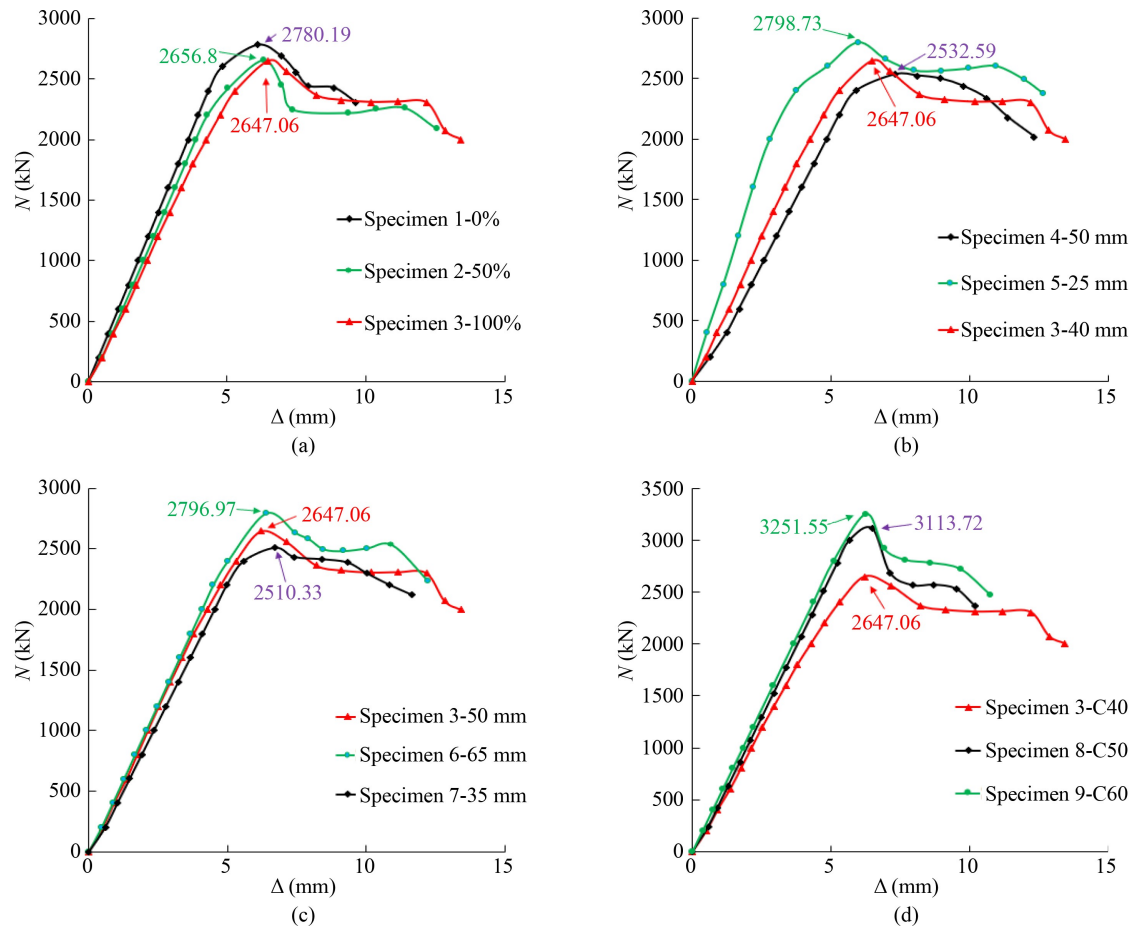 3000
2500
2000
1500
1000
500
0
N (kN)
2780.19
2656.8
2647.06
Specimen 1-0%
Specimen 2-50%
Specimen 3-100%
0 5 10 15
Δ (mm)
(a)
3000
2500
2000
1500
1000
500
0
N (kN)
2798.73
2532.59
2647.06
Specimen 4-50 mm
Specimen 5-25 mm
Specimen 3-40 mm
0 5 10 15
Δ (mm)
(b)
3000
2500
2000
1500
1000
500
0
N (kN)
2796.97
2647.06
2510.33
Specimen 3-50 mm
Specimen 6-65 mm
Specimen 7-35 mm
0 5 10 15
Δ (mm)
(c)
3500
3000
2500
2000
1500
1000
500
0
N (kN)
3251.55
3113.72
2647.06
Specimen 3-C40
Specimen 8-C50
Specimen 9-C60
0 5 10 15
Δ (mm)
(d)